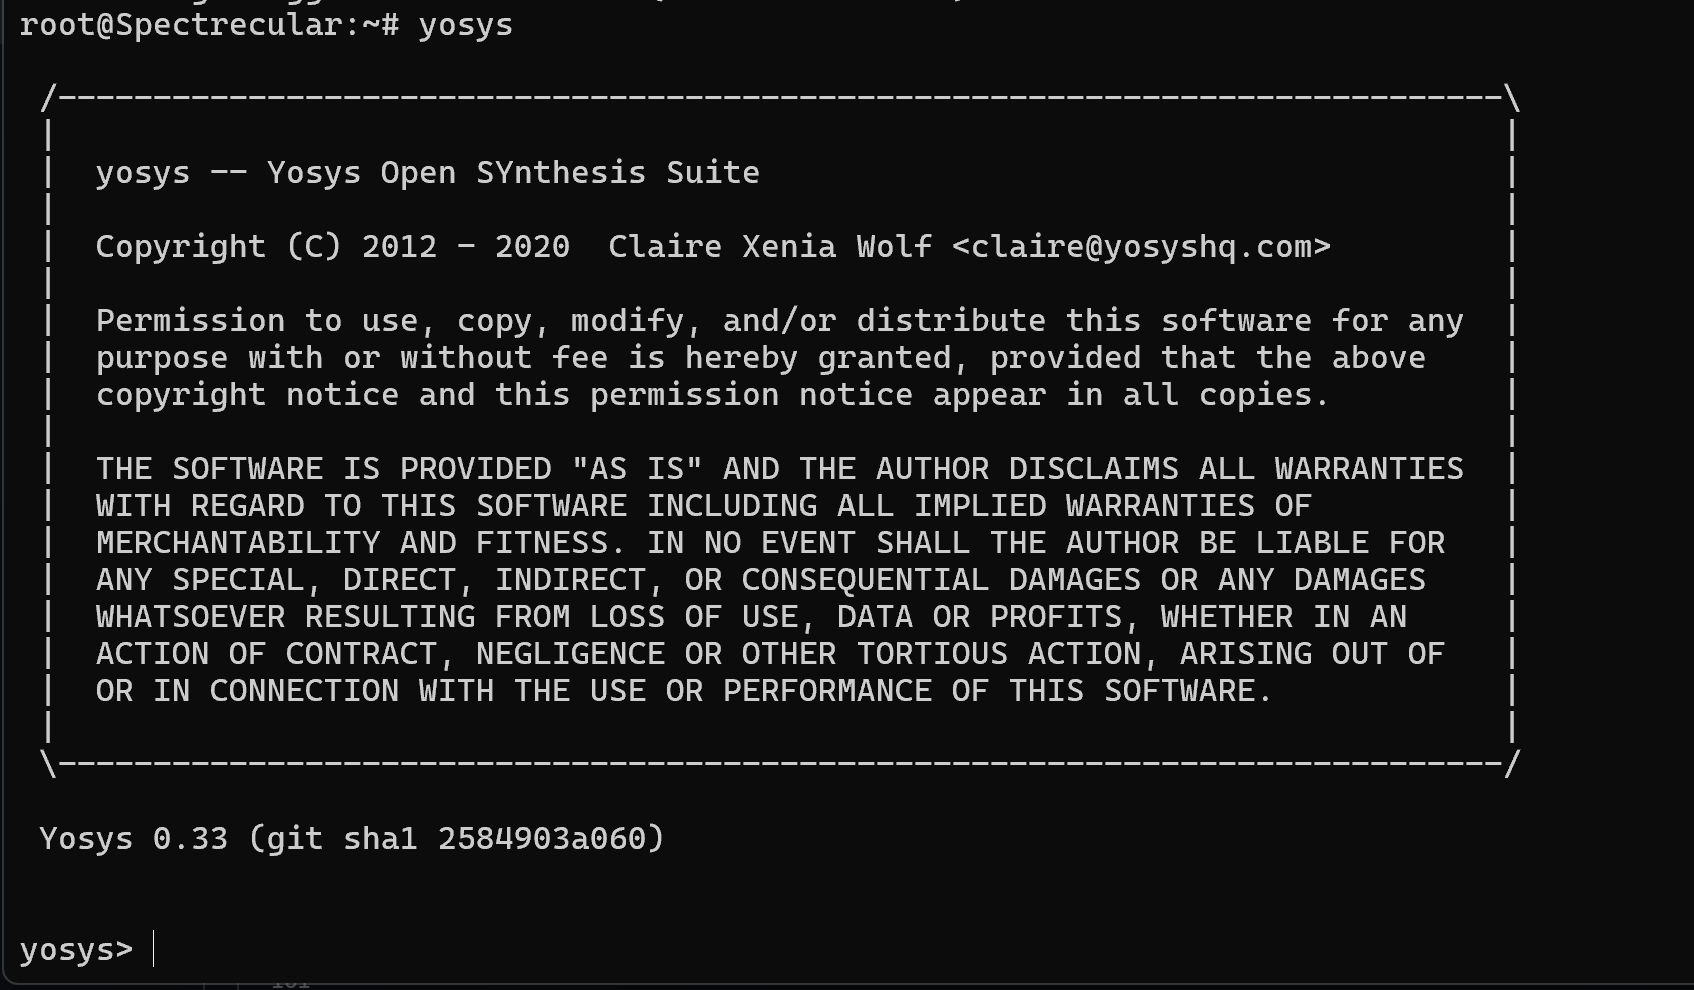 root@Spectrecular:~# yosys
/----------------------------------------------------------------------------\
|                                                                            |
|  yosys -- Yosys Open SYnthesis Suite                                       |
|                                                                            |
|  Copyright (C) 2012 - 2020  Claire Xenia Wolf <claire@yosyshq.com>         |
|                                                                            |
|  Permission to use, copy, modify, and/or distribute this software for any  |
|  purpose with or without fee is hereby granted, provided that the above    |
|  copyright notice and this permission notice appear in all copies.         |
|                                                                            |
|  THE SOFTWARE IS PROVIDED "AS IS" AND THE AUTHOR DISCLAIMS ALL WARRANTIES  |
|  WITH REGARD TO THIS SOFTWARE INCLUDING ALL IMPLIED WARRANTIES OF          |
|  MERCHANTABILITY AND FITNESS. IN NO EVENT SHALL THE AUTHOR BE LIABLE FOR   |
|  ANY SPECIAL, DIRECT, INDIRECT, OR CONSEQUENTIAL DAMAGES OR ANY DAMAGES    |
|  WHATSOEVER RESULTING FROM LOSS OF USE, DATA OR PROFITS, WHETHER IN AN     |
|  ACTION OF CONTRACT, NEGLIGENCE OR OTHER TORTIOUS ACTION, ARISING OUT OF   |
|  OR IN CONNECTION WITH THE USE OR PERFORMANCE OF THIS SOFTWARE.            |
|                                                                            |
\----------------------------------------------------------------------------/
Yosys 0.33 (git sha1 2584903a060)
yosys>